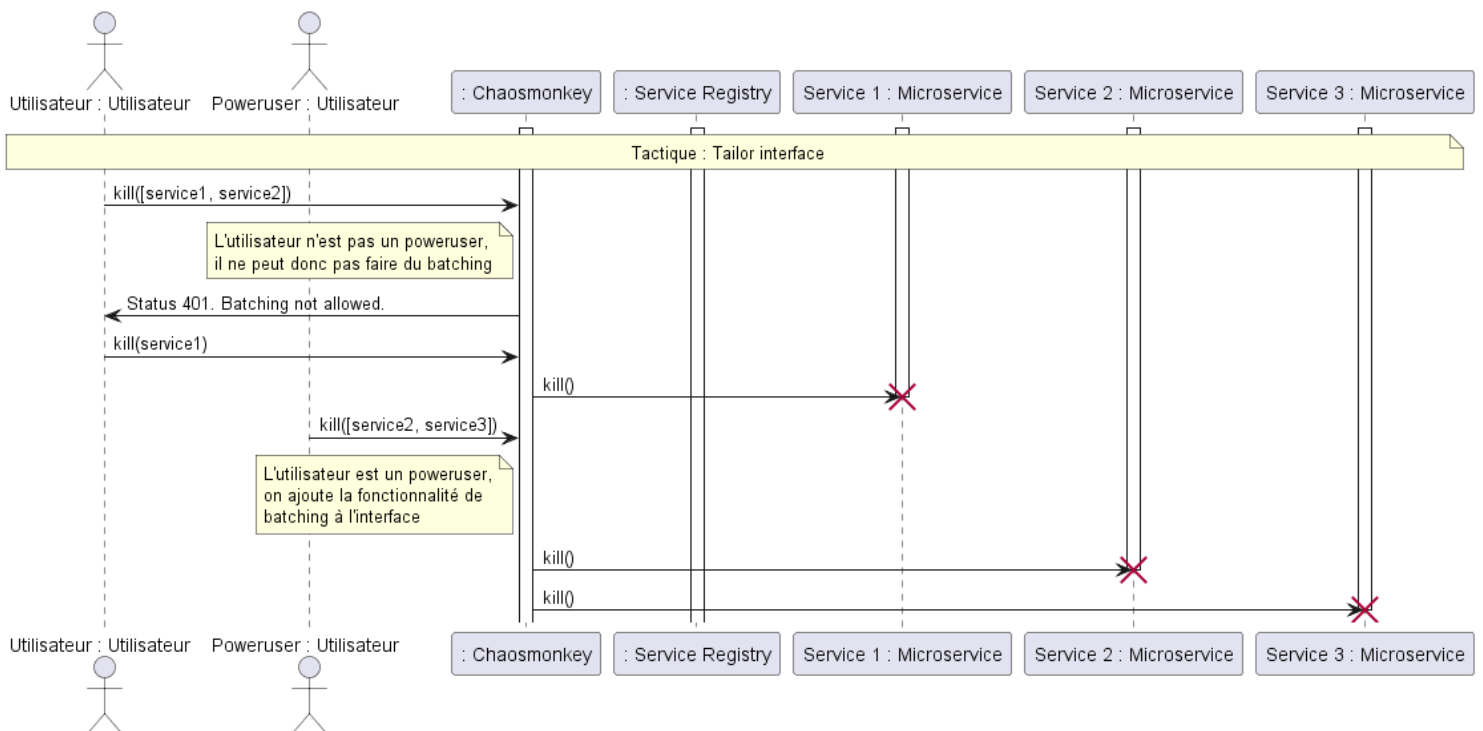 Utilisateur : Utilisateur
Poweruser : Utilisateur
: Chaosmonkey
: Service Registry
Service 1 : Microservice
Service 2 : Microservice
Service 3 : Microservice
Tactique : Tailor interface
kill([service1, service2])
L'utilisateur n'est pas un poweruser,
il ne peut donc pas faire du batching
Status 401. Batching not allowed.
kill(service1)
kill()
kill([service2, service3])
L'utilisateur est un poweruser,
on ajoute la fonctionnalité de
batching à l'interface
kill()
kill()
Utilisateur : Utilisateur
Poweruser : Utilisateur
: Chaosmonkey
: Service Registry
Service 1 : Microservice
Service 2 : Microservice
Service 3 : Microservice